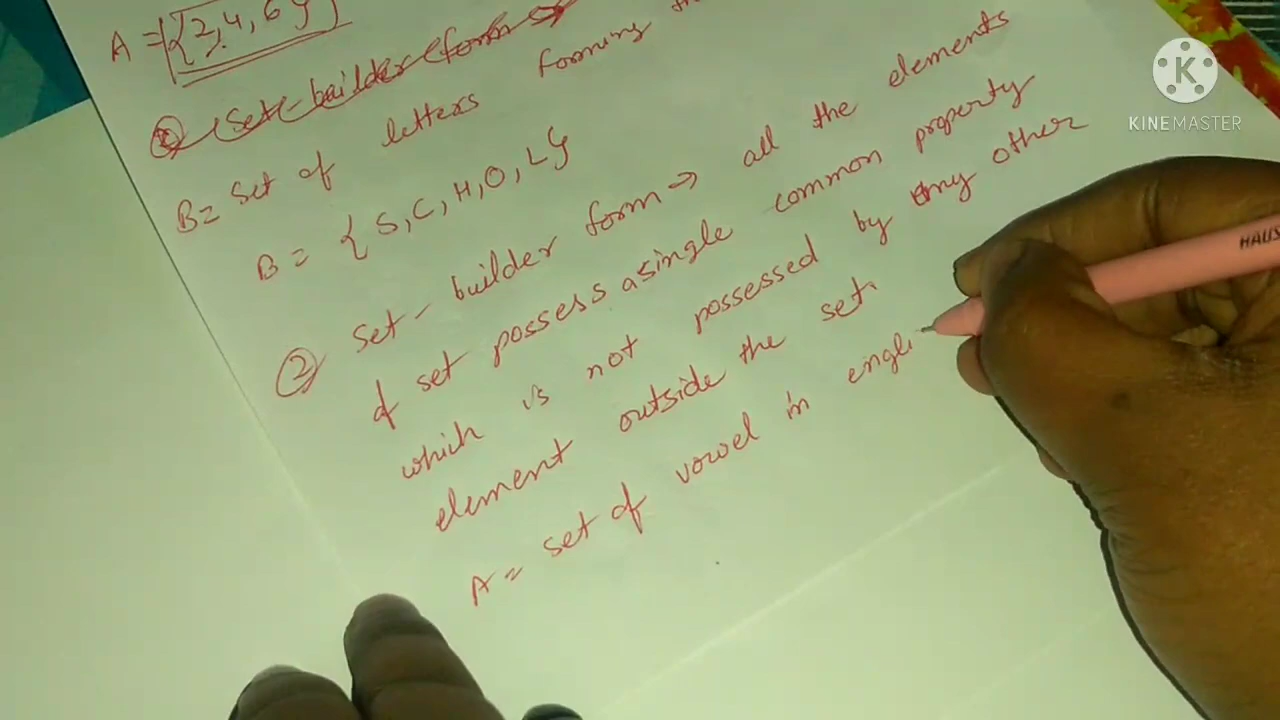 A = {2, 4, 6}
② Set-builder form →
B = Set of letters forming
B = { S, C, H, O, L}
② Set-builder form ⇒ all the elements
of set possess a single common property
which is not possessed by any other
element outside the set.
A = set of vowel in engli
HAUS
K
KINEMASTER